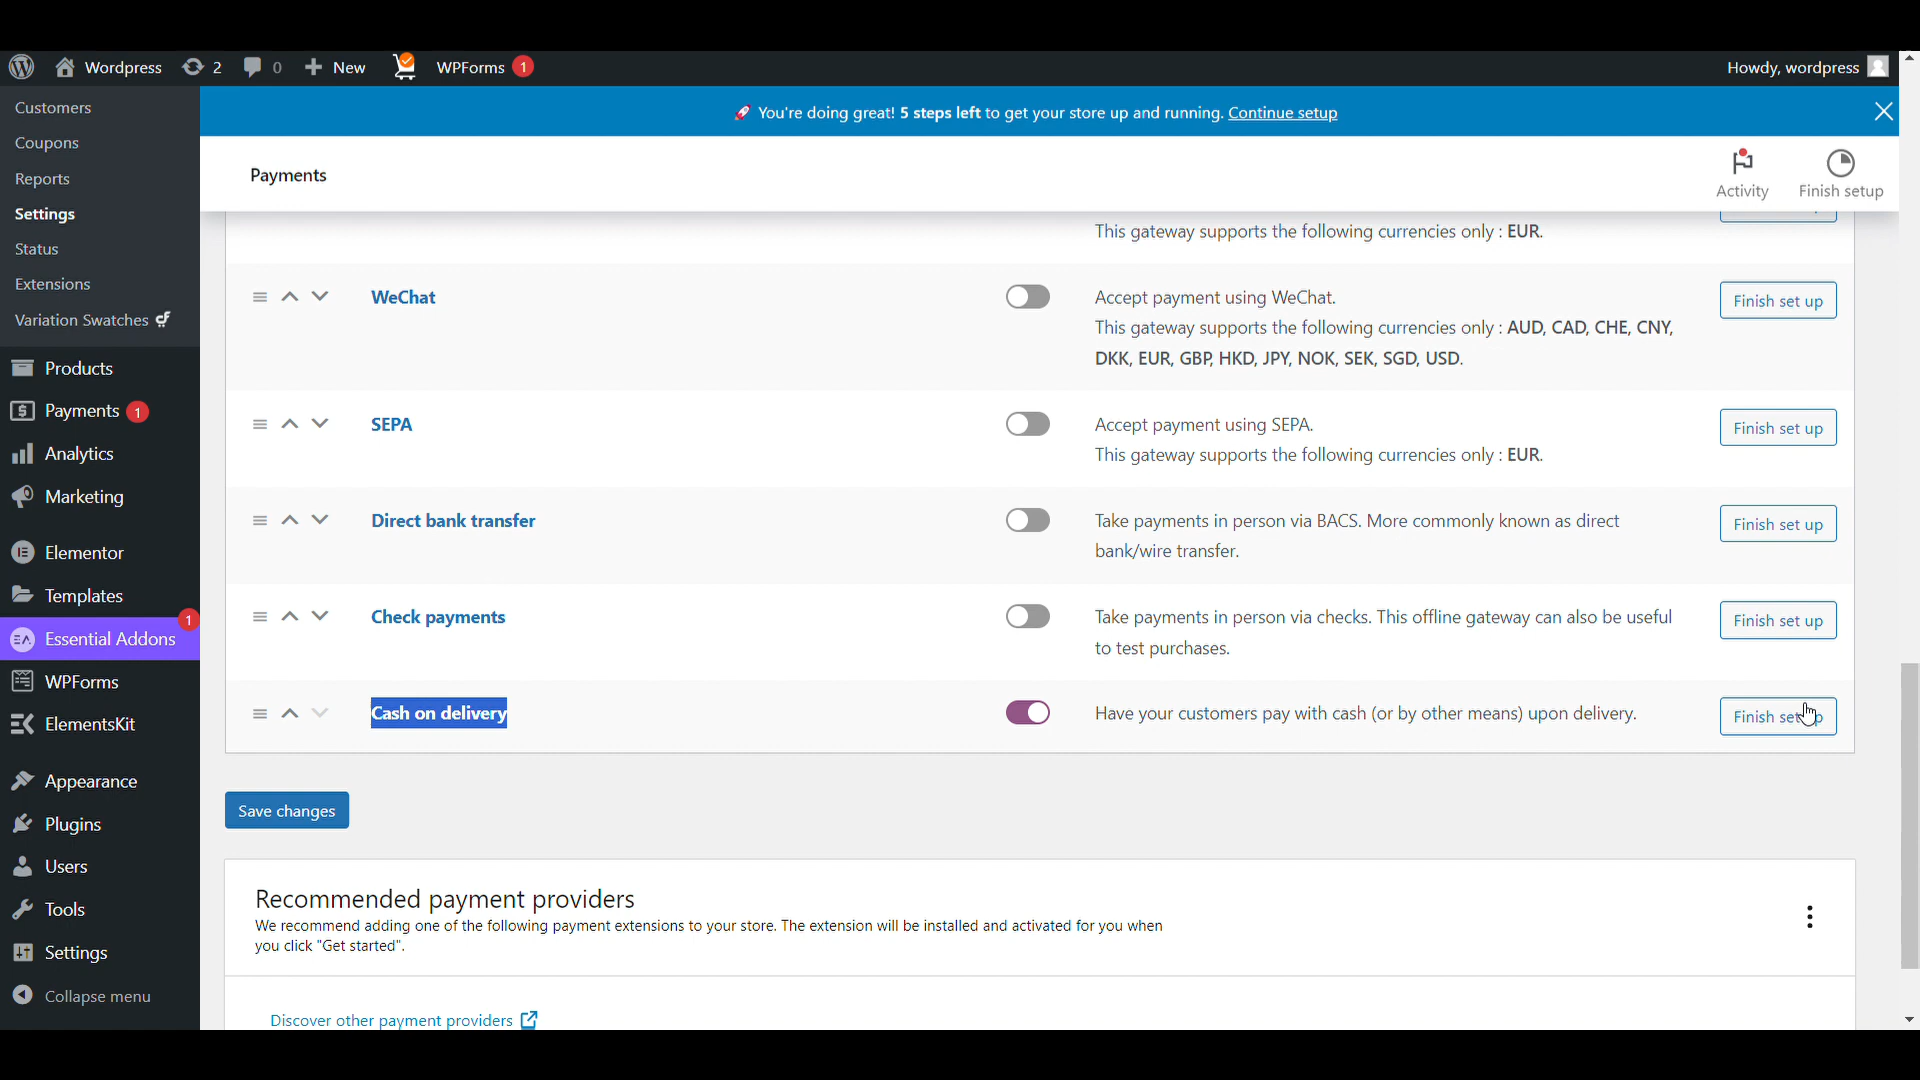 Wordpress 2 0 New WPForms 1 Howdy, wordpress
Customers
Coupons
Reports
Settings
Status
Extensions
Variation Swatches
Products
Payments 1
Analytics
Marketing
Elementor
Templates
Essential Addons 1
WPForms
ElementsKit
Appearance
Plugins
Users
Tools
Settings
Collapse menu
You're doing great! 5 steps left to get your store up and running. Continue setup
Payments
Activity
Finish setup
This gateway supports the following currencies only : EUR.
WeChat
Accept payment using WeChat.
This gateway supports the following currencies only : AUD, CAD, CHE, CNY,
DKK, EUR, GBP, HKD, JPY, NOK, SEK, SGD, USD.
Finish set up
SEPA
Accept payment using SEPA.
This gateway supports the following currencies only : EUR.
Finish set up
Direct bank transfer
Take payments in person via BACS. More commonly known as direct
bank/wire transfer.
Finish set up
Check payments
Take payments in person via checks. This offline gateway can also be useful
to test purchases.
Finish set up
Cash on delivery
Have your customers pay with cash (or by other means) upon delivery.
Finish set up
Save changes
Recommended payment providers
We recommend adding one of the following payment extensions to your store. The extension will be installed and activated for you when
you click "Get started".
Discover other payment providers